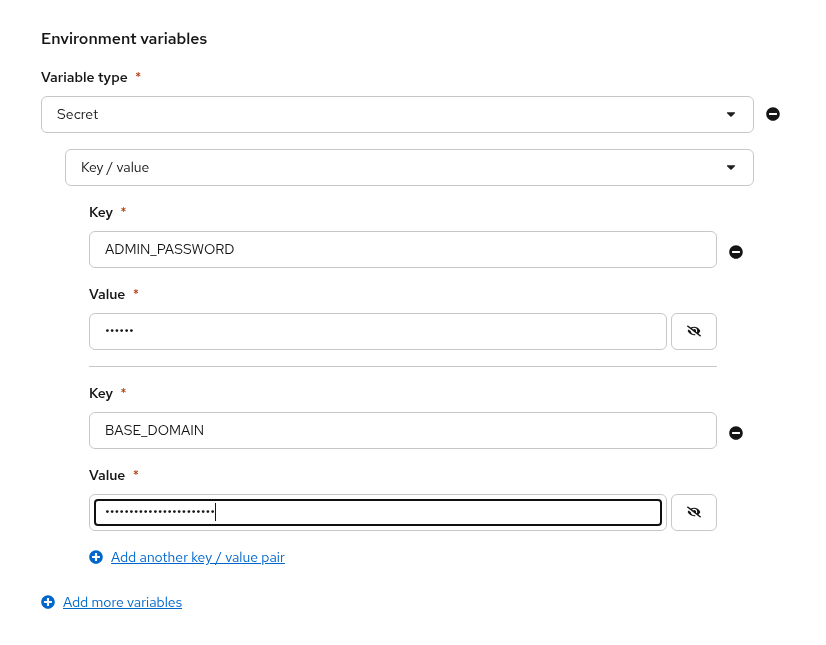 Environment variables
Variable type *
Secret
Key / value
Key *
ADMIN_PASSWORD
Value *
••••••
Key *
BASE_DOMAIN
Value *
•••••••••••••••••••••••
Add another key / value pair
Add more variables